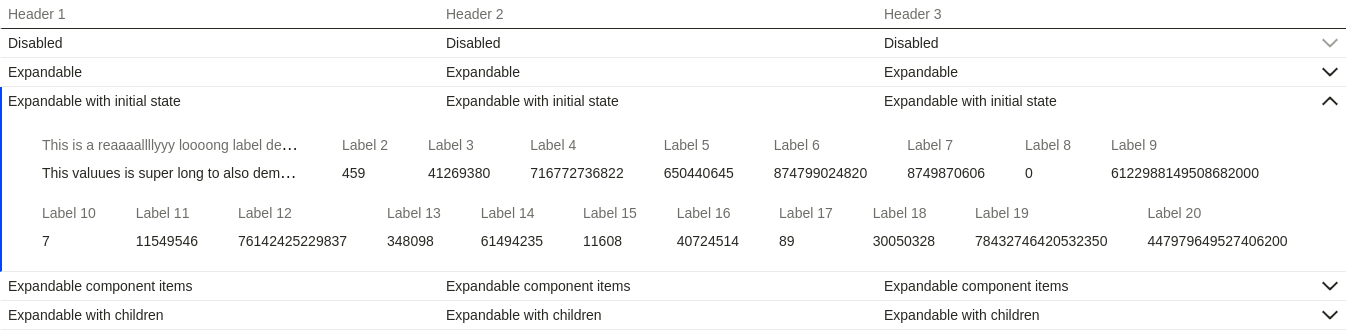 Header 1 Header 2 Header 3
Disabled Disabled Disabled
Expandable Expandable Expandable
Expandable with initial state Expandable with initial state Expandable with initial state
This is a reaaaallllyyy loooong label de... Label 2 Label 3 Label 4 Label 5 Label 6 Label 7 Label 8 Label 9
This valuues is super long to also dem... 459 41269380 716772736822 650440645 874799024820 8749870606 0 6122988149508682000
Label 10 Label 11 Label 12 Label 13 Label 14 Label 15 Label 16 Label 17 Label 18 Label 19 Label 20
7 11549546 76142425229837 348098 61494235 11608 40724514 89 30050328 78432746420532350 447979649527406200
Expandable component items Expandable component items Expandable component items
Expandable with children Expandable with children Expandable with children